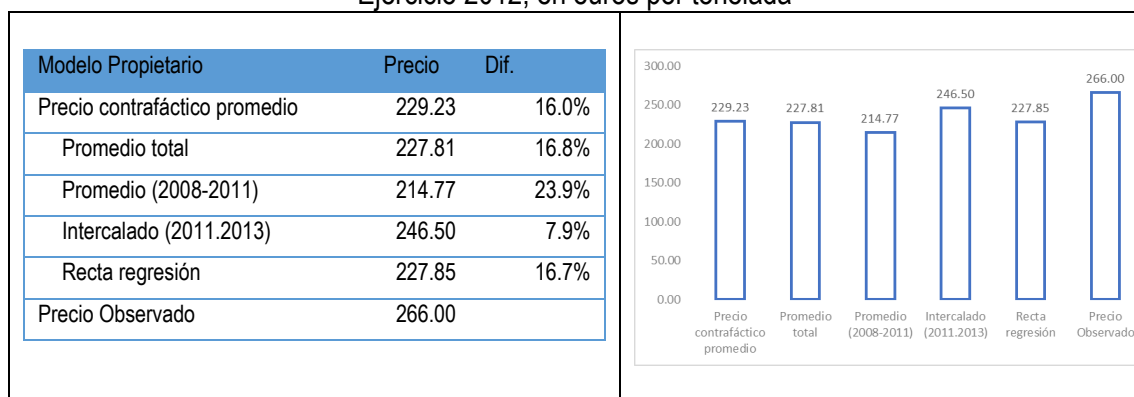 Ejercicio 2012, en euros por tonelada
Modelo Propietario Precio Dif.
Precio contrafáctico promedio 229.23 16.0%
Promedio total 227.81 16.8%
Promedio (2008-2011) 214.77 23.9%
Intercalado (2011.2013) 246.50 7.9%
Recta regresión 227.85 16.7%
Precio Observado 266.00
300.00
250.00
200.00
150.00
100.00
50.00
0.00
229.23
227.81
214.77
246.50
227.85
266.00
Precio
contrafáctico
promedio
Promedio
total
Promedio
(2008-2011)
Intercalado
(2011.2013)
Recta
regresión
Precio
Observado